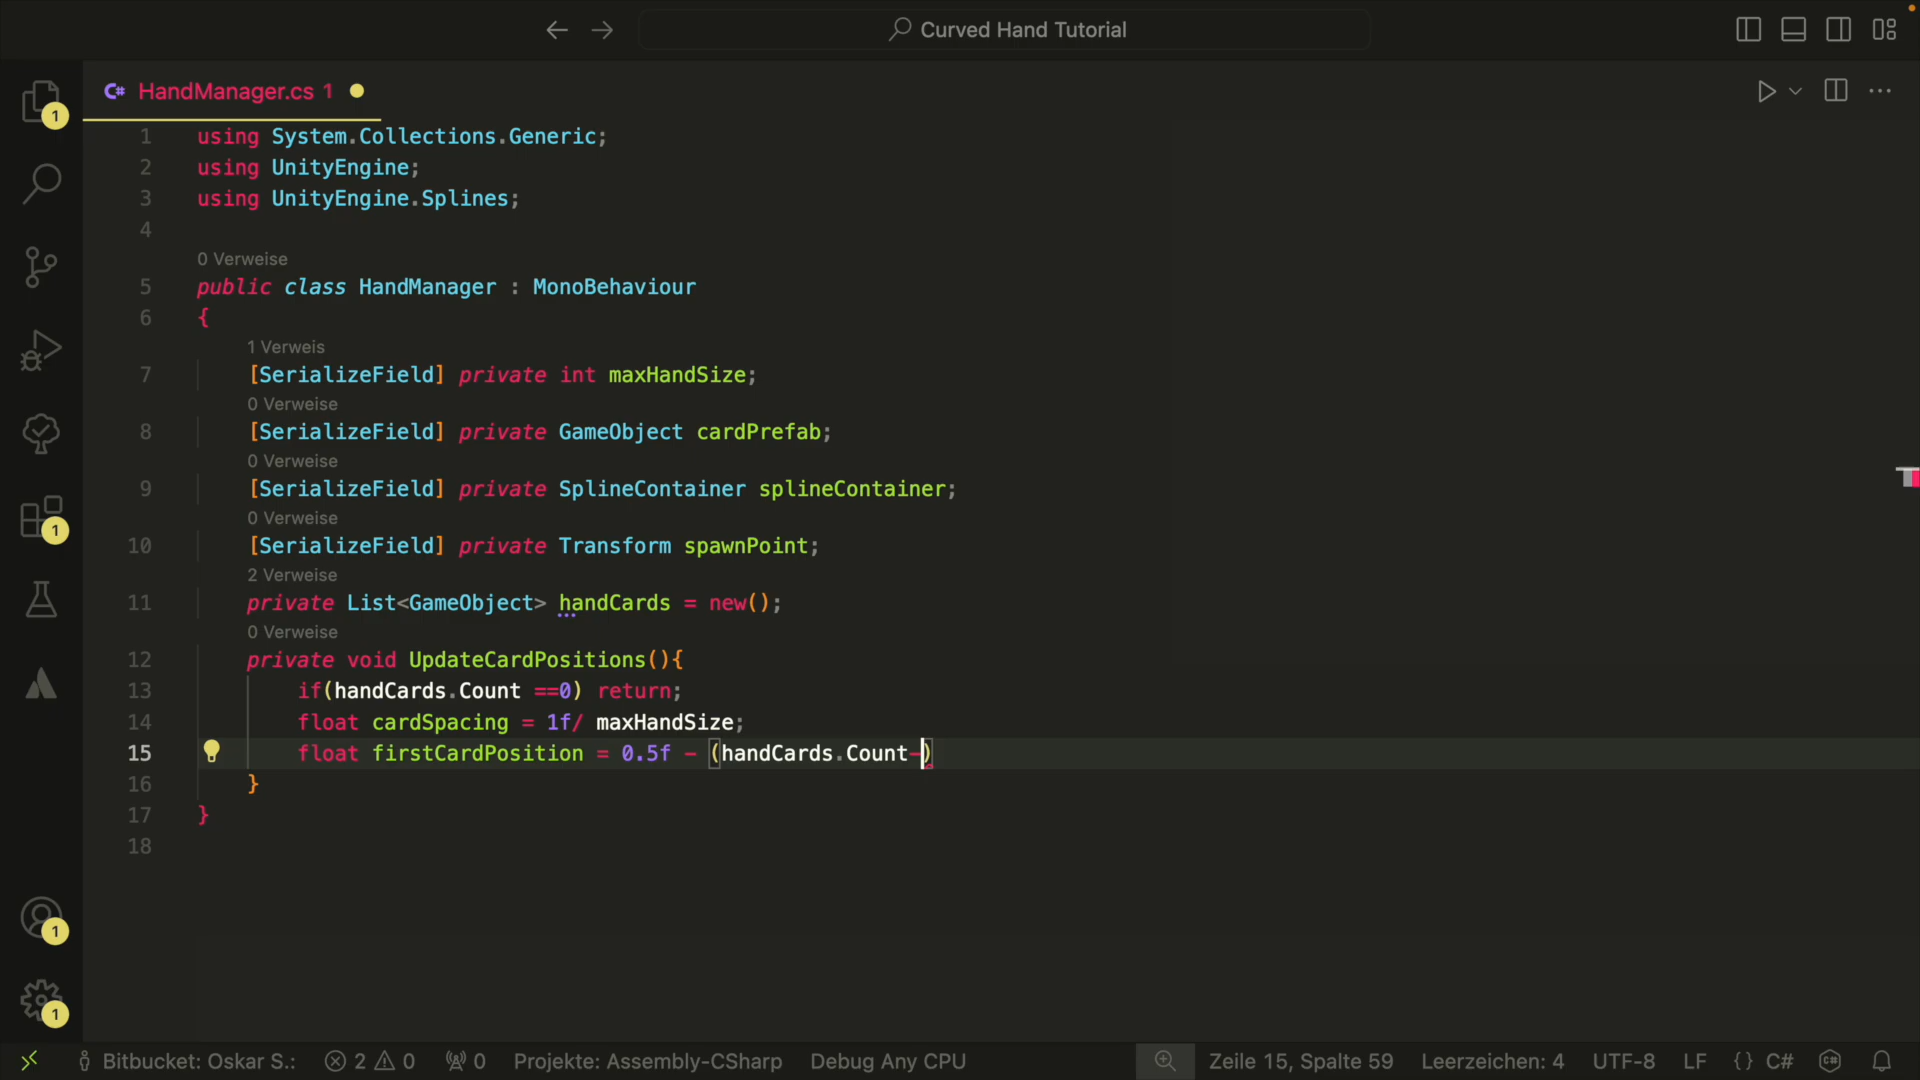 Curved Hand Tutorial
C# HandManager.cs 1
1
1 using System.Collections.Generic;
2 using UnityEngine;
3 using UnityEngine.Splines;
4
0 Verweise
5 public class HandManager : MonoBehaviour
6 {
1 Verweis
7 [SerializeField] private int maxHandSize;
0 Verweise
8 [SerializeField] private GameObject cardPrefab;
0 Verweise
9 [SerializeField] private SplineContainer splineContainer;
0 Verweise
1
10 [SerializeField] private Transform spawnPoint;
2 Verweise
11 private List<GameObject> handCards = new();
0 Verweise
12 private void UpdateCardPositions(){
13 if(handCards.Count ==0) return;
14 float cardSpacing = 1f/ maxHandSize;
15 float firstCardPosition = 0.5f - (handCards.Count-)
16 }
17 }
18
1
1
Bitbucket: Oskar S.: 2 0 0 Projekte: Assembly-CSharp Debug Any CPU Zeile 15, Spalte 59 Leerzeichen: 4 UTF-8 LF {} C#